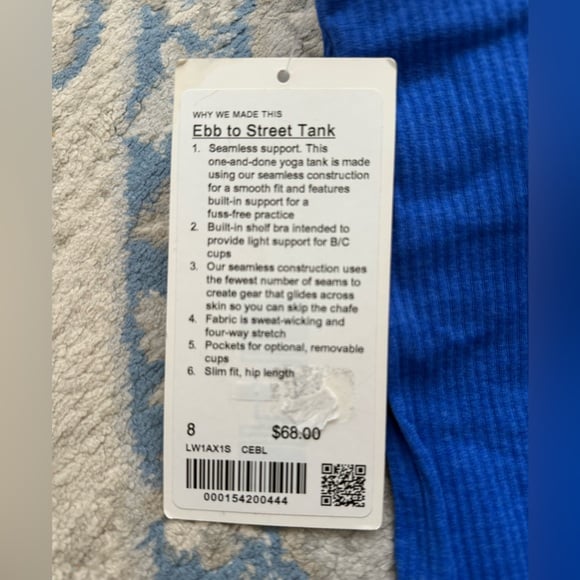 WHY WE MADE THIS
Ebb to Street Tank
1. Seamless support. This
one-and-done yoga tank is made
using our seamless construction
for a smooth fit and features
built-in support for a
fuss-free practice
2. Built-in shelf bra intended to
provide light support for B/C
cups
3. Our seamless construction uses
the fewest number of seams to
create gear that glides across
skin so you can skip the chafe
4. Fabric is sweat-wicking and
four-way stretch
5. Pockets for optional, removable
cups
6. Slim fit, hip length
8 $68.00
LW1AX1S CEBL
000154200444